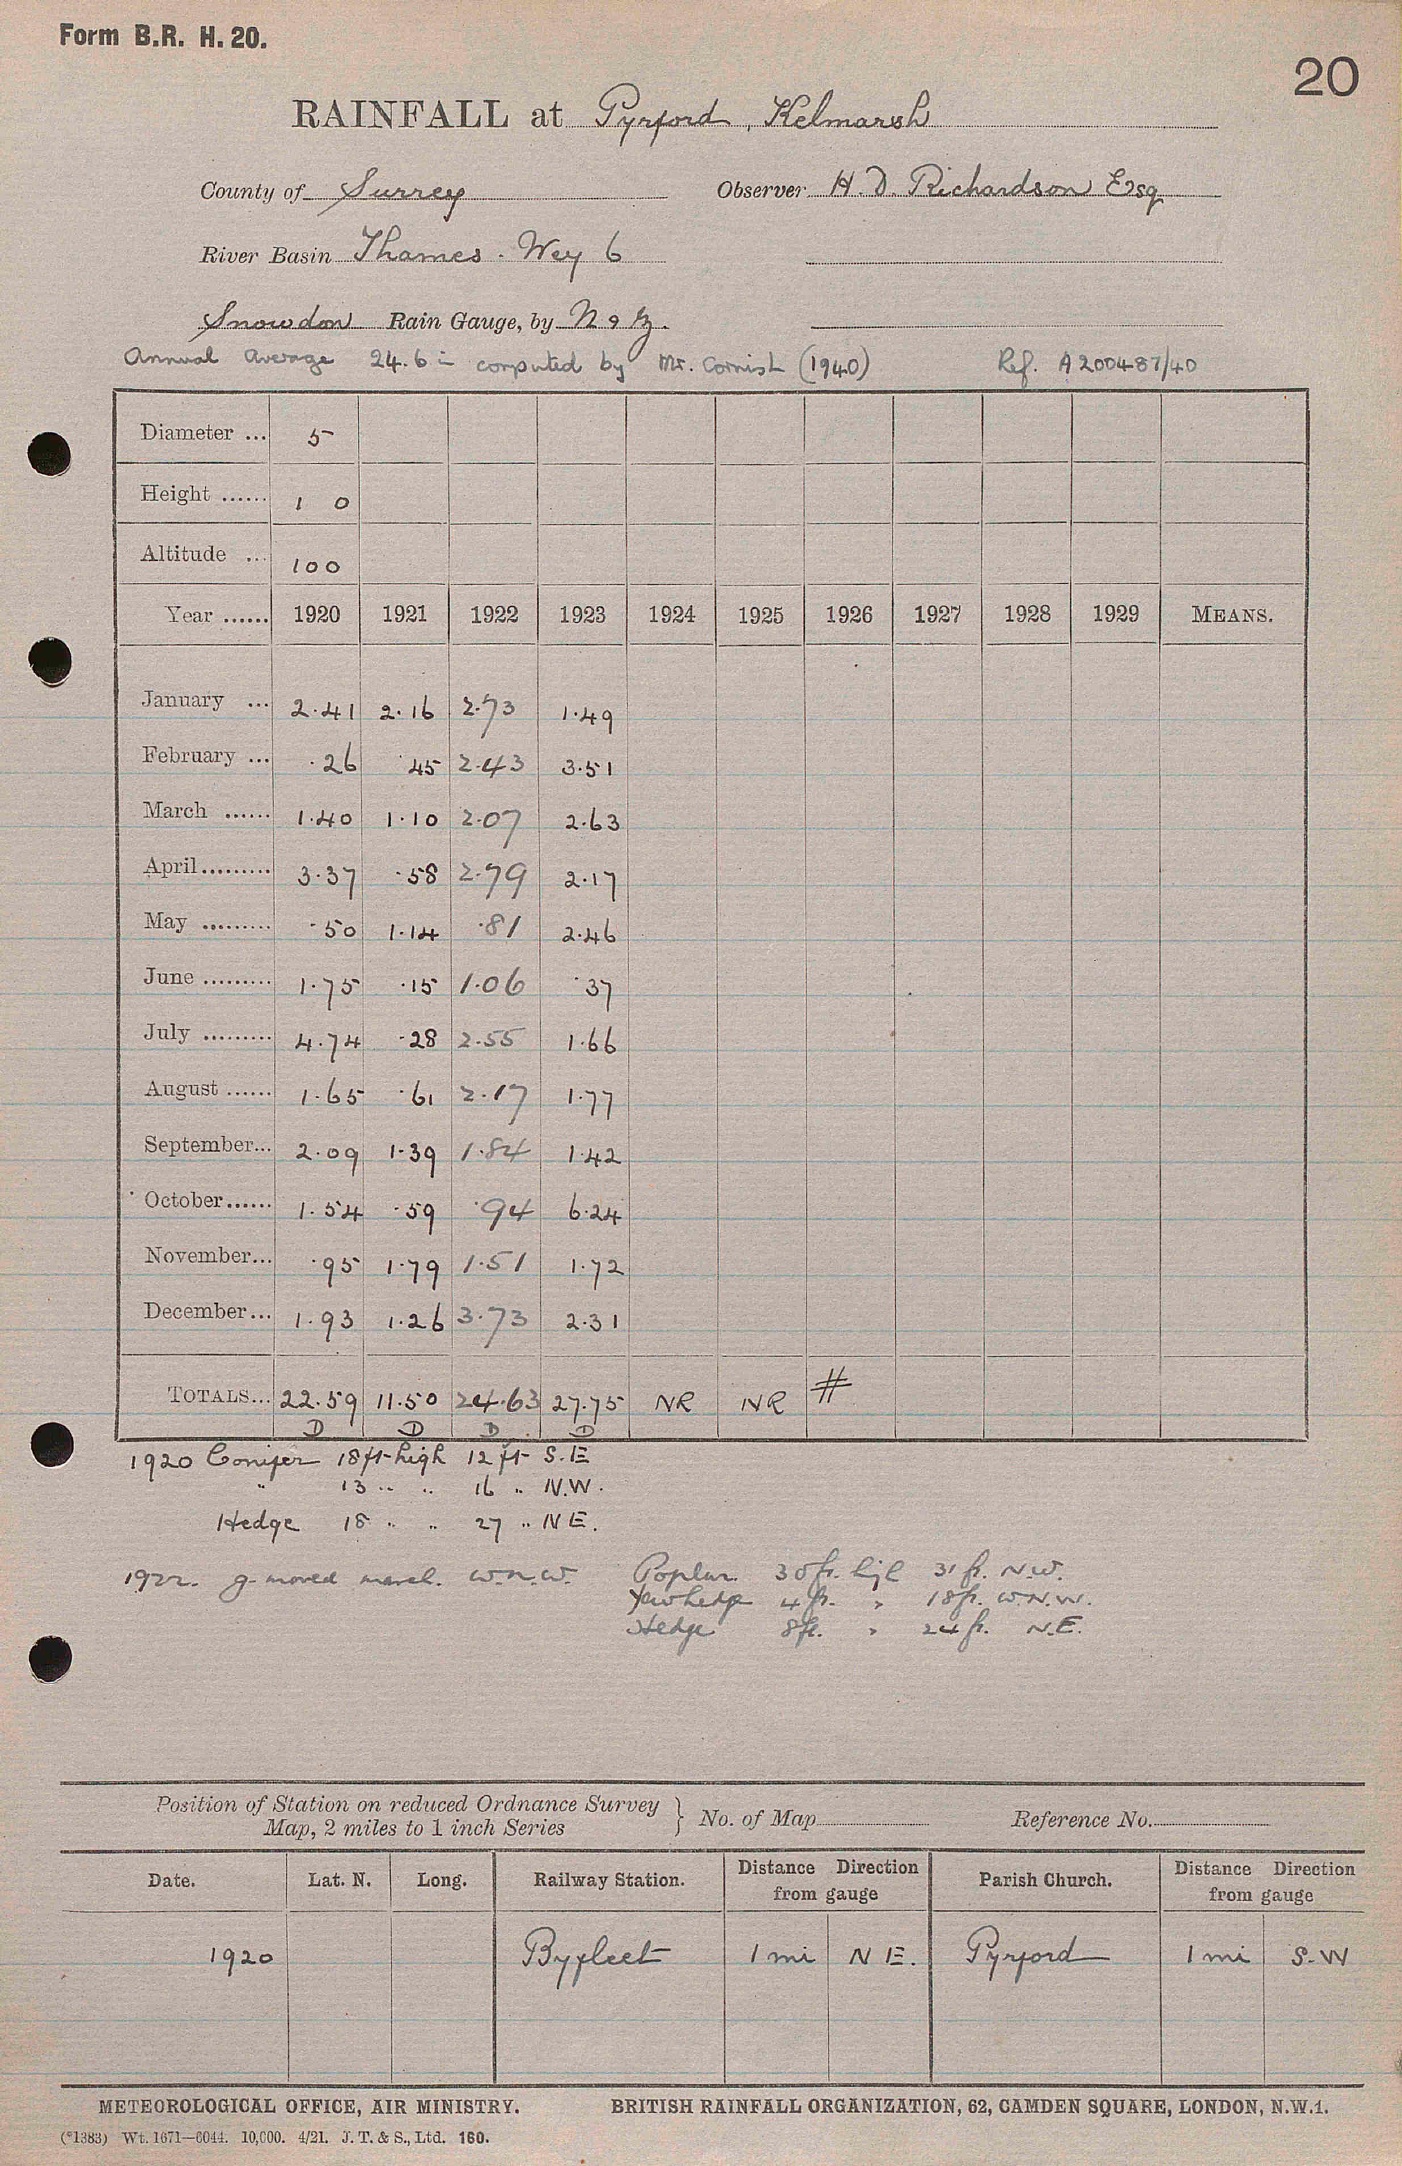 Form B.R. H. 20.
20
RAINFALL at Pyrford, Kelmarsh
County of Surrey Observer H. D. Richardson Esq
River Basin Thames. Wey 6
Snowdon Rain Gauge, by N & Z.
Annual Average 24.6 in computed by Mr. Cornish (1940) Ref. A200487/40
Diameter ... 5
Height ...... 1 0
Altitude ... 100
Year ...... 1920 1921 1922 1923 1924 1925 1926 1927 1928 1929 MEANS.
January ... 2.41 2.16 2.73 1.49
February ... .26 .45 2.43 3.51
March ...... 1.40 1.10 2.07 2.63
April......... 3.37 .58 2.79 2.17
May ......... .50 1.14 .81 2.46
June ......... 1.75 .15 1.06 .37
July ......... 4.74 .28 2.55 1.66
August ...... 1.65 .61 2.17 1.77
September... 2.09 1.39 1.84 1.42
October...... 1.54 .59 .94 6.24
November... .95 1.79 1.51 1.72
December... 1.93 1.26 3.73 2.31
TOTALS... 22.59 11.50 24.63 27.75 NR NR #
D D D D
1920 Conifer 18 ft high 12 ft S.E
" 13 " " 16 " N.W.
Hedge 18 " " 27 " N E.
1922. g. moved march. W.N.W. Poplar 30 ft. high 31 ft. N.W.
Yewhedge 4 ft. " 18 ft. W.N.W.
Hedge 8 ft. " 24 ft. N.E.
Position of Station on reduced Ordnance Survey
Map, 2 miles to 1 inch Series } No. of Map Reference No.
Date. Lat. N. Long. Railway Station. Distance Direction from gauge Parish Church. Distance Direction from gauge
1920 Byfleet 1 mi N E. Pyrford 1 mi S.W
METEOROLOGICAL OFFICE, AIR MINISTRY. BRITISH RAINFALL ORGANIZATION, 62, CAMDEN SQUARE, LONDON, N.W.1.
(*1383) Wt. 1671—6044. 10,000. 4/21. J. T. & S., Ltd. 160.